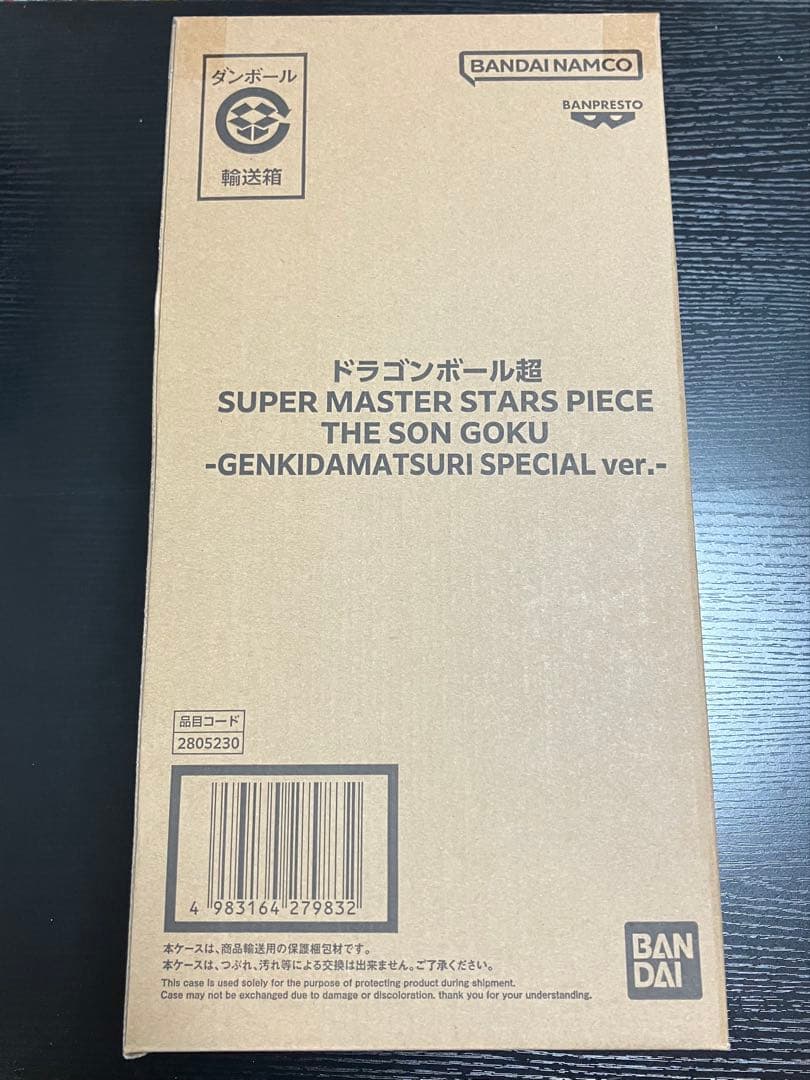 ダンボール
輸送箱
BANDAI NAMCO
BANPRESTO
ドラゴンボール超
SUPER MASTER STARS PIECE
THE SON GOKU
-GENKIDAMATSURI SPECIAL ver.-
品目コード
2805230
4 983164 279832
本ケースは、商品輸送用の保護梱包材です。
本ケースは、つぶれ、汚れ等による交換は出来ません。ご了承ください。
This case is used solely for the purpose of protecting product during shipment.
Case may not be exchanged due to damage or discoloration. thank you for your understanding.
BAN
DAI